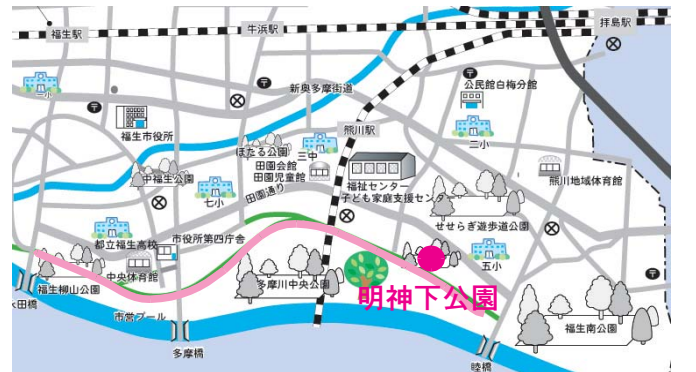 福生駅
牛浜駅
拝島駅
一小
新奥多摩街道
公民館白梅分館
福生市役所
熊川駅
二小
ほたる公園
三中
田園会館
田園児童館
中福生公園
福祉センター
子ども家庭支援センター
熊川地域体育館
七小
田園通り
せせらぎ遊歩道公園
都立福生高校
市役所第四庁舎
五小
中央体育館
福生柳山公園
多摩川中央公園
明神下公園
永田橋
市営プール
福生南公園
多摩橋
睦橋